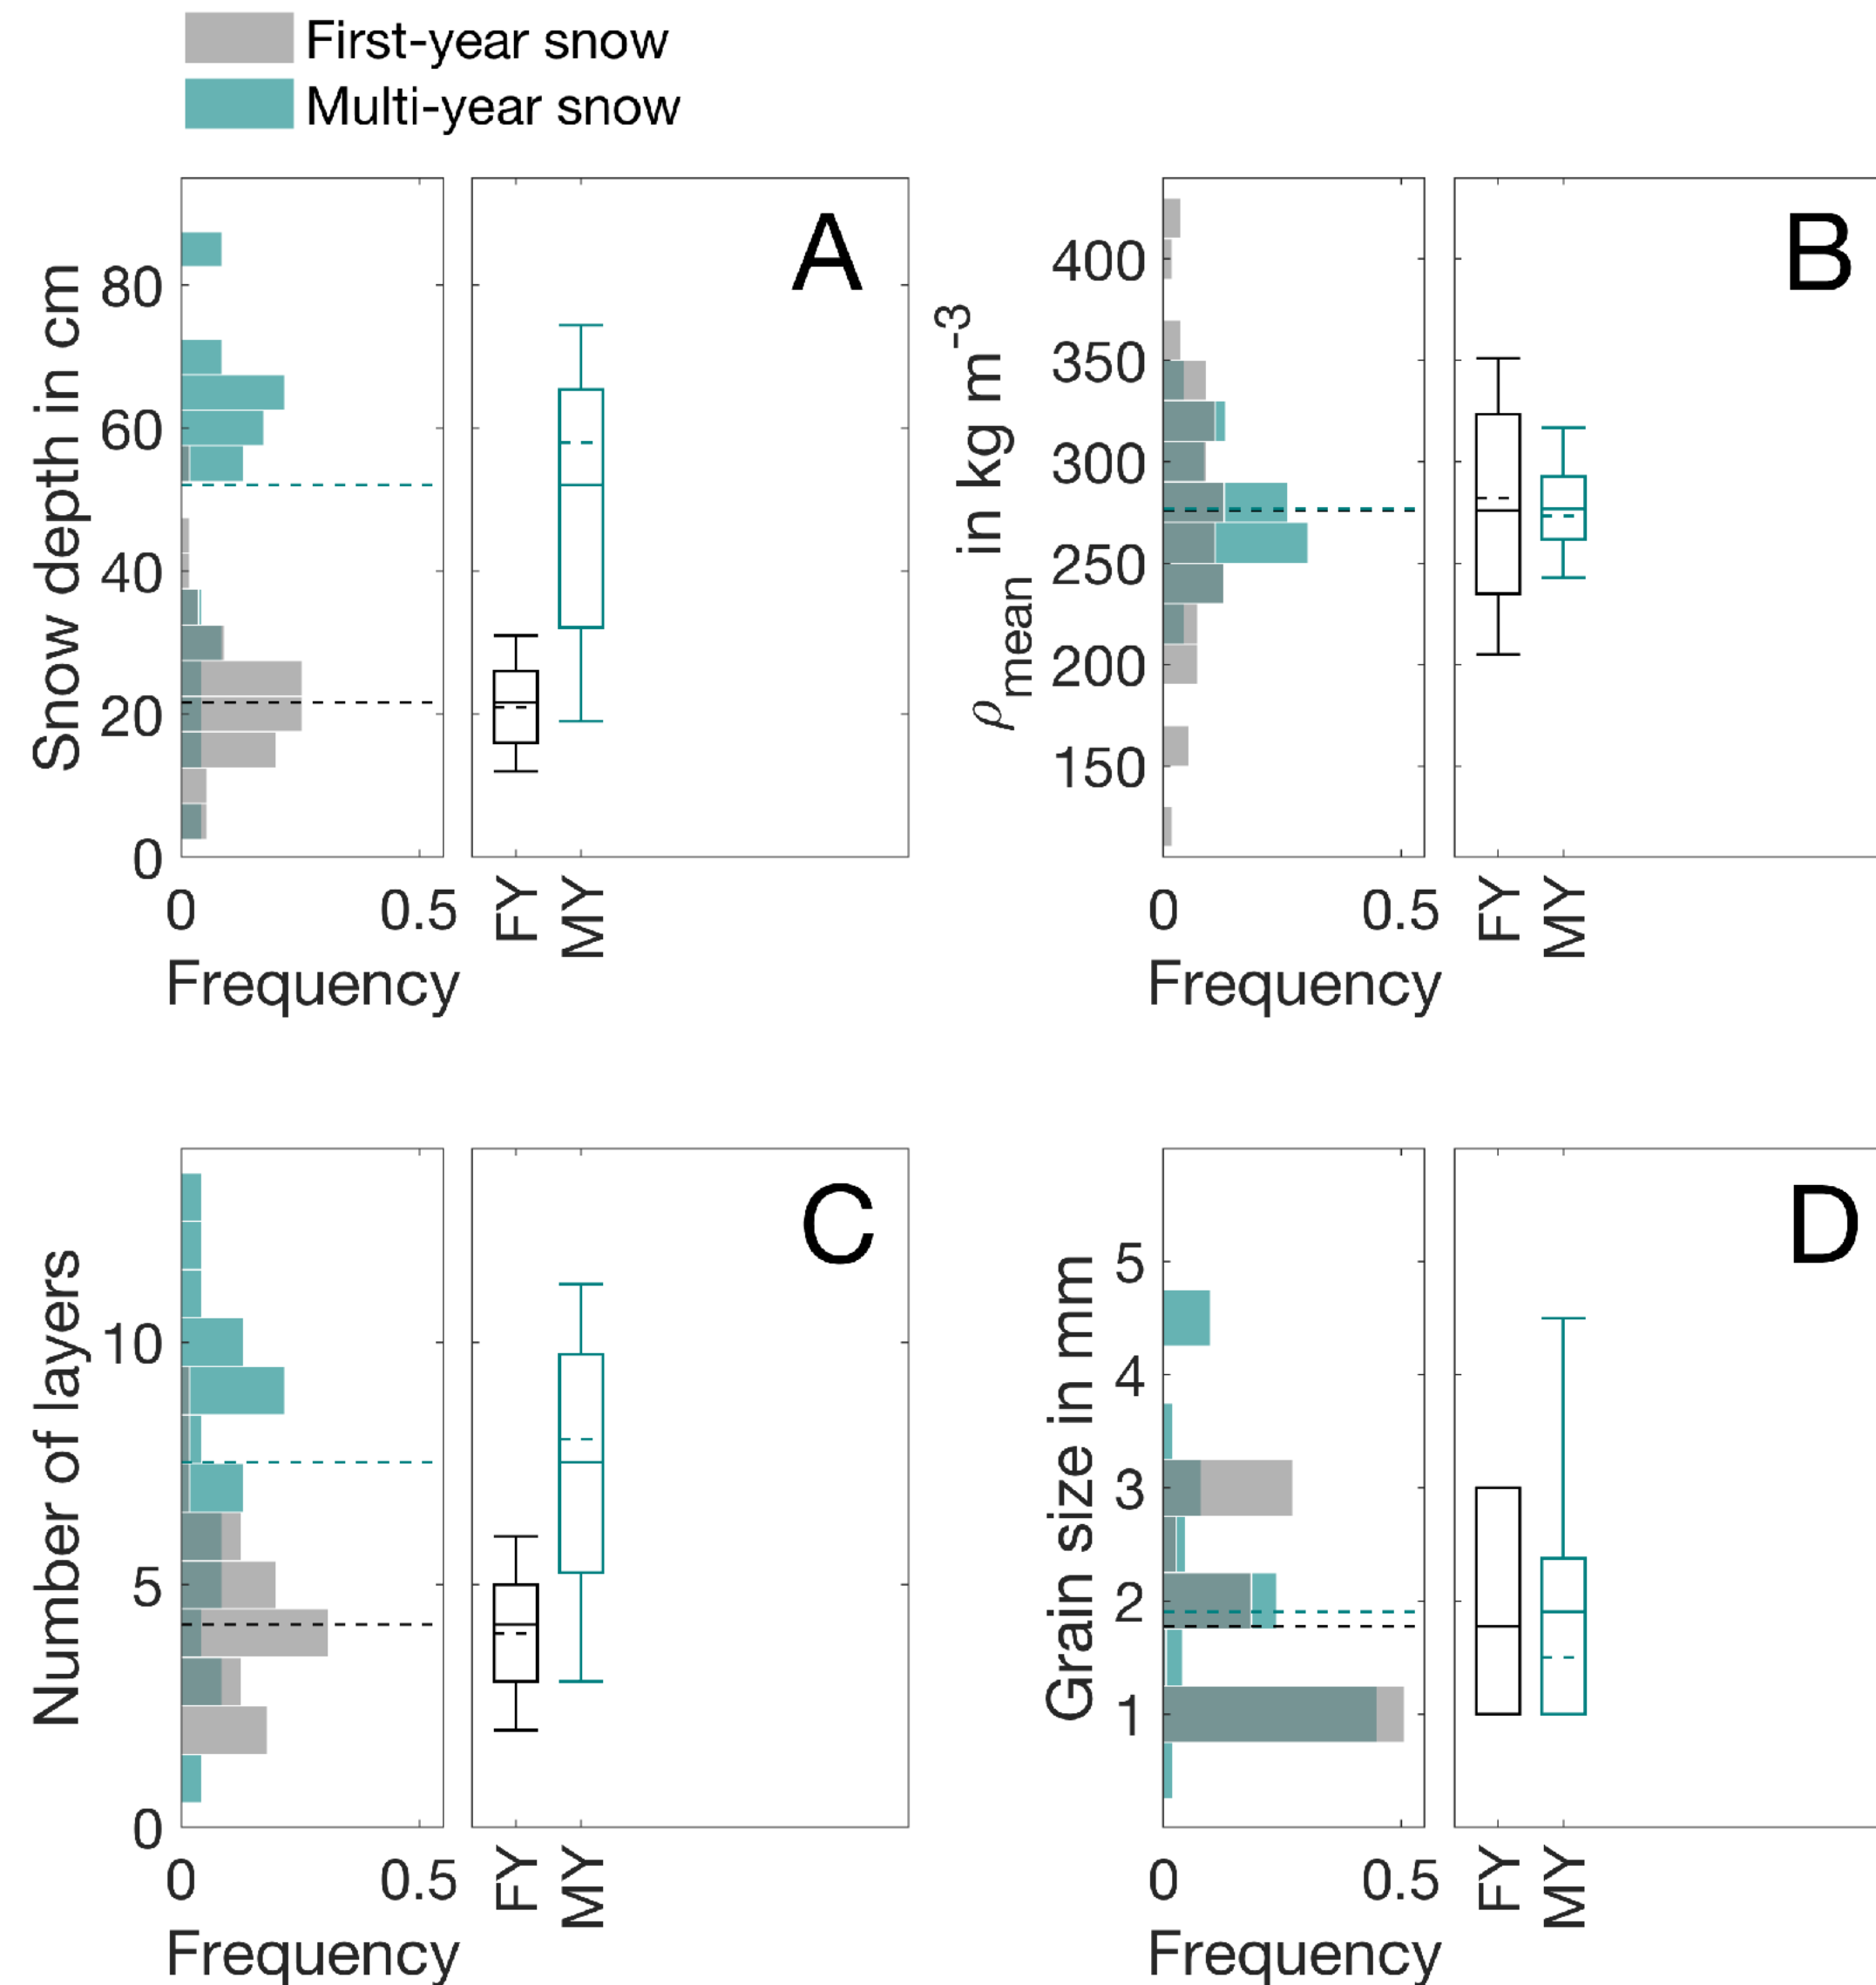 First-year snow
Multi-year snow
A
Snow depth in cm
80
60
40
20
0
0
0.5
FY
MY
Frequency
B
ρmean in kg m−3
400
350
300
250
200
150
0
0.5
FY
MY
Frequency
C
Number of layers
10
5
0
0
0.5
FY
MY
Frequency
D
Grain size in mm
5
4
3
2
1
0
0.5
FY
MY
Frequency